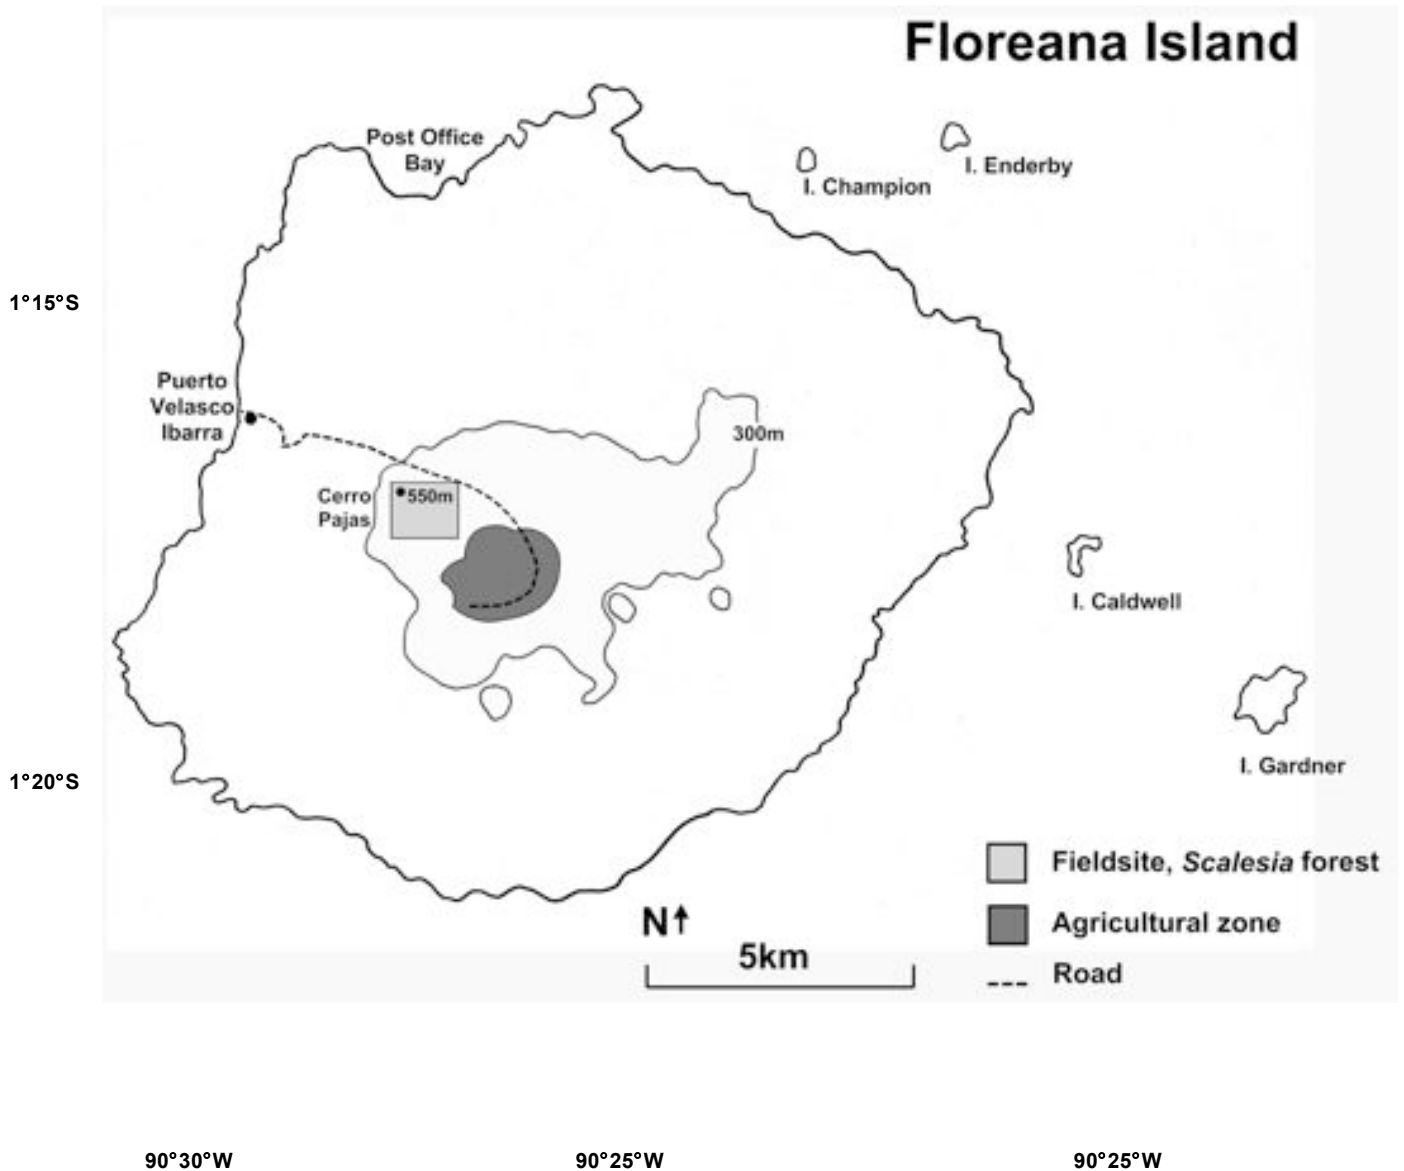 Floreana Island
Post Office
Bay
I. Enderby
I. Champion
1°15°S
Puerto
Velasco
Ibarra
300m
Cerro
Pajas
550m
I. Caldwell
1°20°S
I. Gardner
Fieldsite, Scalesia forest
N
Agricultural zone
5km
Road
90°30°W
90°25°W
90°25°W